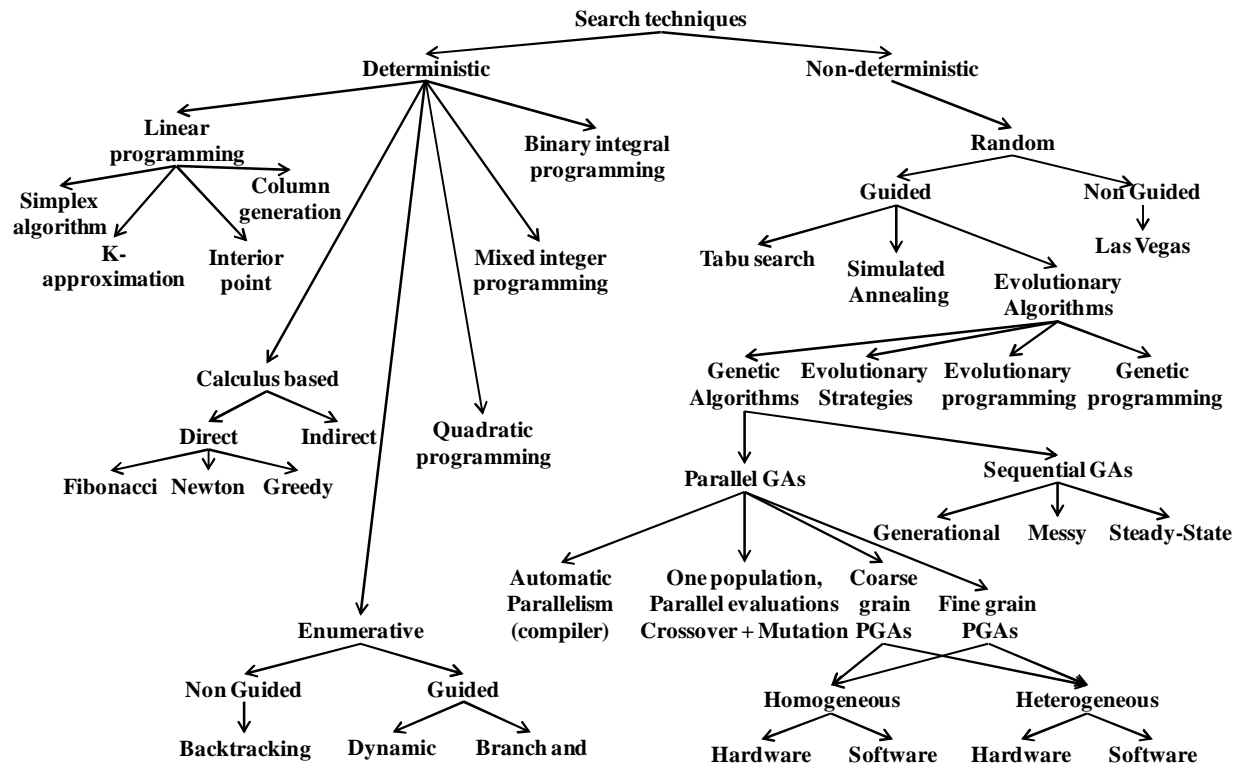 Search techniques
Deterministic
Non-deterministic
Linear
programming
Binary integral
programming
Random
Simplex
algorithm
Column
generation
K-
approximation
Interior
point
Mixed integer
programming
Guided
Non Guided
Tabu search
Simulated
Annealing
Las Vegas
Evolutionary
Algorithms
Calculus based
Genetic
Algorithms
Evolutionary
Strategies
Evolutionary
programming
Genetic
programming
Direct
Indirect
Quadratic
programming
Fibonacci
Newton
Greedy
Parallel GAs
Sequential GAs
Generational
Messy
Steady-State
Automatic
Parallelism
(compiler)
One population,
Parallel evaluations
Crossover + Mutation
Coarse
grain
PGAs
Fine grain
PGAs
Enumerative
Non Guided
Guided
Homogeneous
Heterogeneous
Backtracking
Dynamic
Branch and
Hardware
Software
Hardware
Software